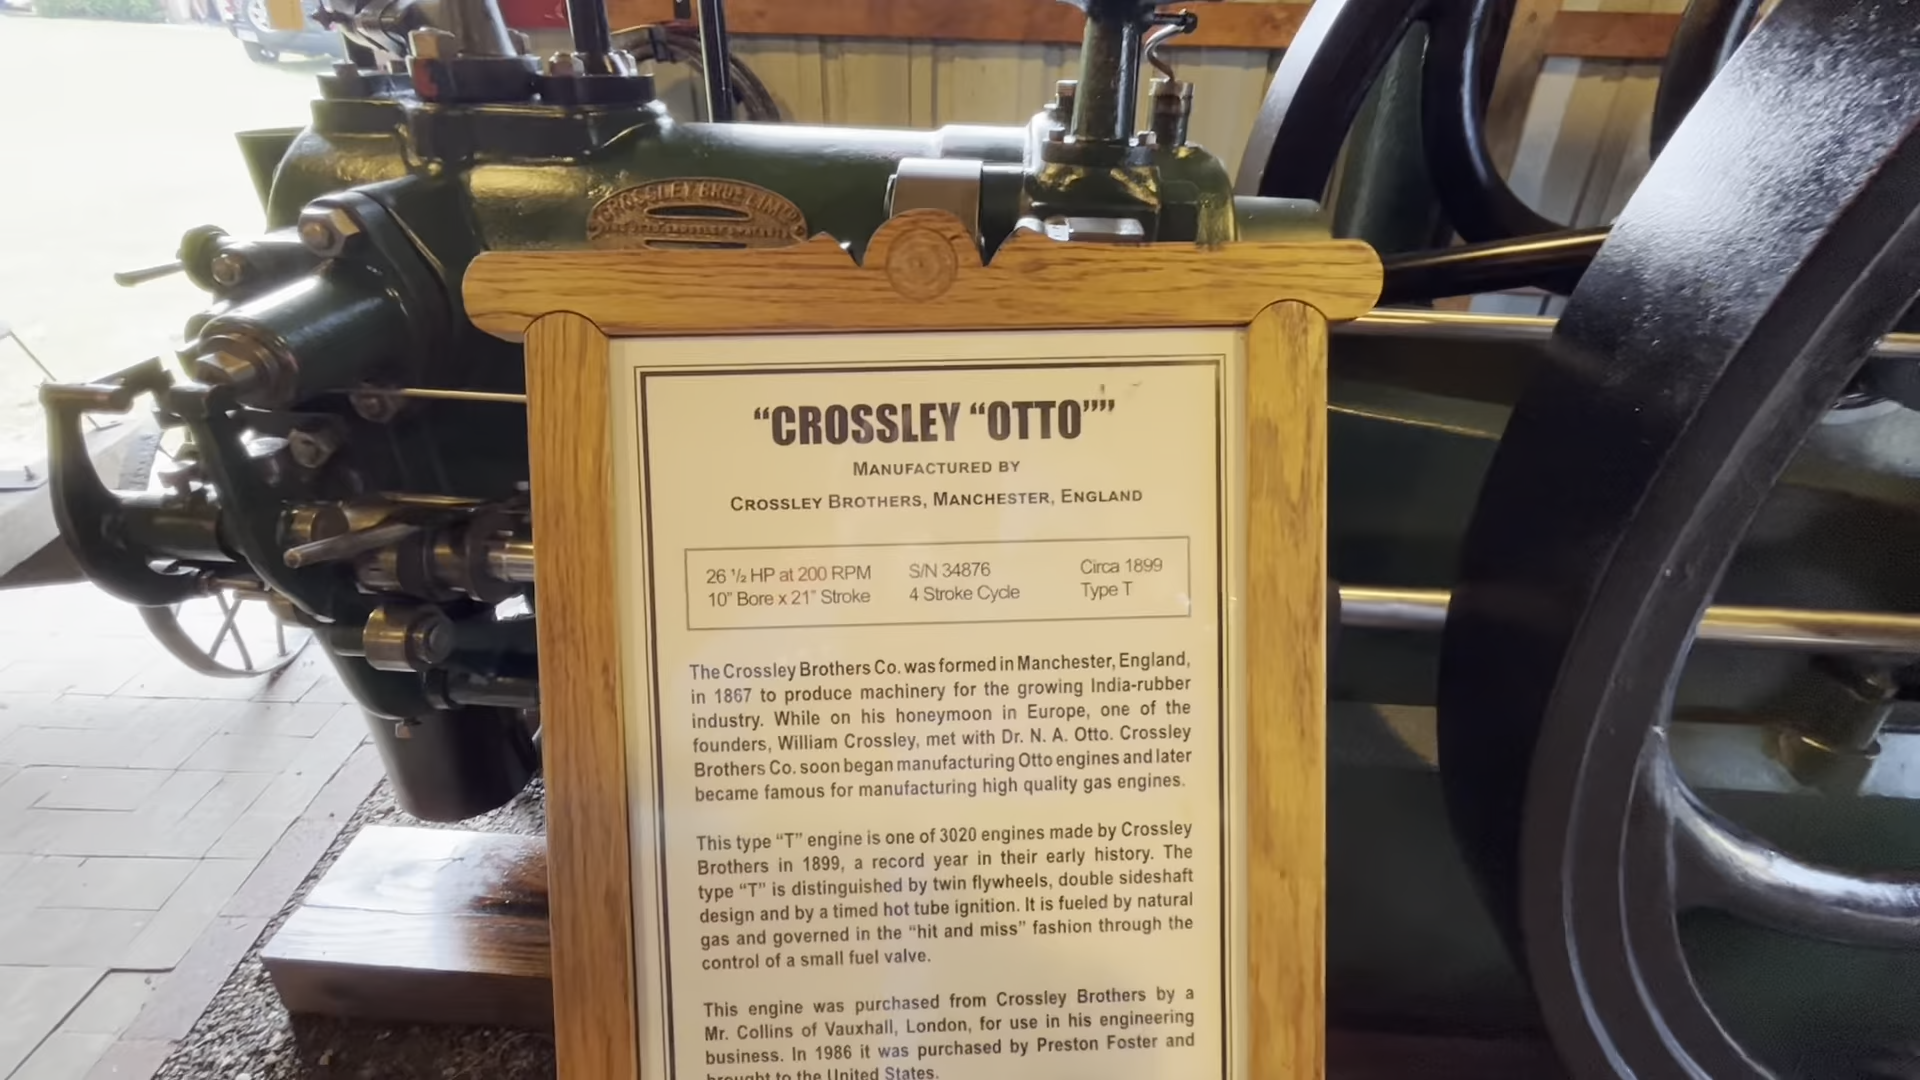 CROSSLEY BROS LIM
"CROSSLEY "OTTO""
MANUFACTURED BY
CROSSLEY BROTHERS, MANCHESTER, ENGLAND
26 ½ HP at 200 RPM S/N 34876 Circa 1899
10" Bore x 21" Stroke 4 Stroke Cycle Type T
The Crossley Brothers Co. was formed in Manchester, England,
in 1867 to produce machinery for the growing India-rubber
industry. While on his honeymoon in Europe, one of the
founders, William Crossley, met with Dr. N. A. Otto. Crossley
Brothers Co. soon began manufacturing Otto engines and later
became famous for manufacturing high quality gas engines.
This type "T" engine is one of 3020 engines made by Crossley
Brothers in 1899, a record year in their early history. The
type "T" is distinguished by twin flywheels, double sideshaft
design and by a timed hot tube ignition. It is fueled by natural
gas and governed in the "hit and miss" fashion through the
control of a small fuel valve.
This engine was purchased from Crossley Brothers by a
Mr. Collins of Vauxhall, London, for use in his engineering
business. In 1986 it was purchased by Preston Foster and
brought to the United States.